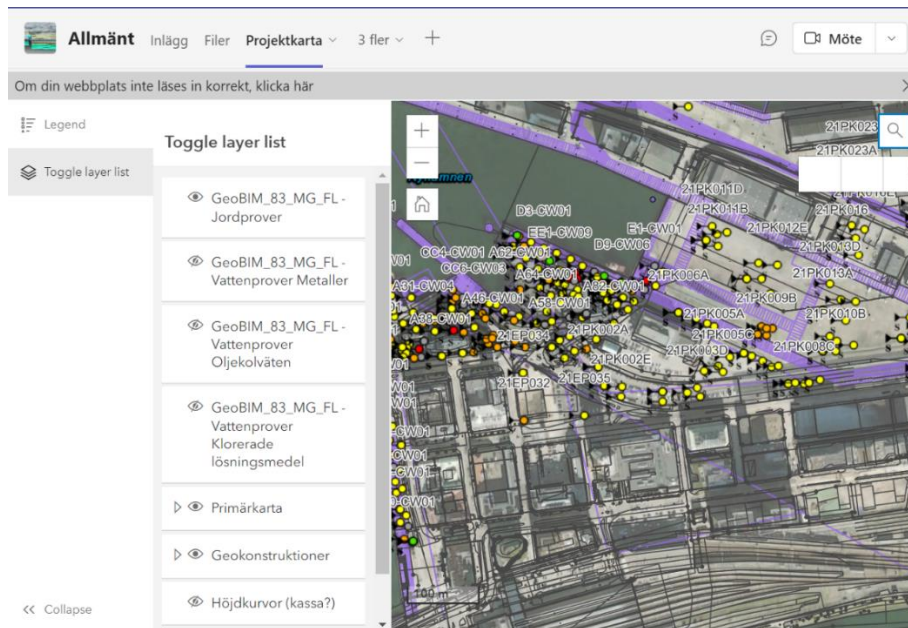 Allmänt Inlägg Filer Projektkarta 3 fler Möte
Om din webbplats inte läses in korrekt, klicka här
Legend
Toggle layer list
Toggle layer list
GeoBIM_83_MG_FL -
Jordprover
GeoBIM_83_MG_FL -
Vattenprover Metaller
GeoBIM_83_MG_FL -
Vattenprover
Oljekolväten
GeoBIM_83_MG_FL -
Vattenprover
Klorerade
lösningsmedel
Primärkarta
Geokonstruktioner
Höjdkurvor (kassa?)
Collapse
21PK023
21PK023A
21PK011D
21PK011B
21PK016
21PK012E
21PK013D
21PK013A
D3-CW01
EE1-CW09
E1-CW01
D9-CW06
CC4-CW01
A62-CW01
CC6-CW03
A64-CW01
A82-CW01
21PK006A
A31-CW04
A46-CW01
A58-CW01
21PK009B
21PK010B
A38-CW01
21EP034
21PK002A
21PK005A
21PK005C
21PK008C
21PK002E
21PK003D
21EP032
21EP035
100 m